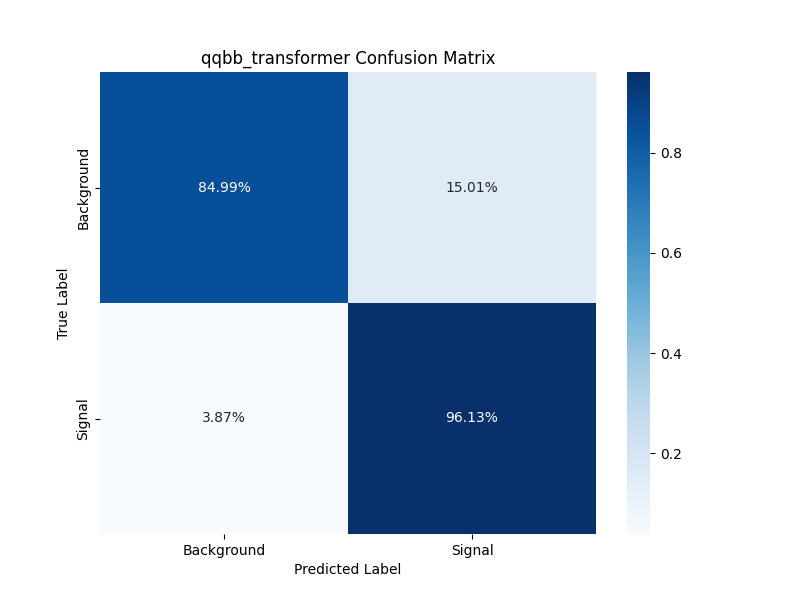 qqbb_transformer Confusion Matrix
Background
84.99%
15.01%
Signal
3.87%
96.13%
True Label
Background
Signal
Predicted Label
0.8
0.6
0.4
0.2